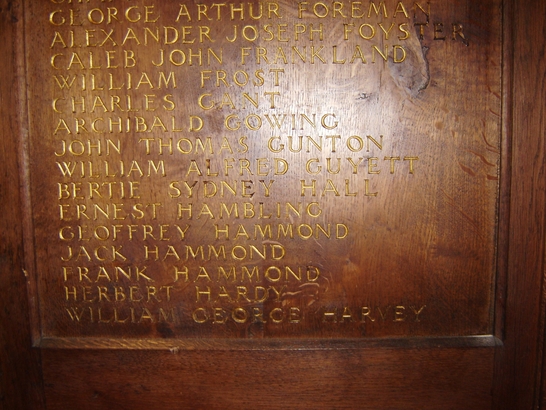 GEORGE ARTHUR FOREMAN
ALEXANDER JOSEPH FOYSTER
CALEB JOHN FRANKLAND
WILLIAM FROST
CHARLES GANT
ARCHIBALD GOWING
JOHN THOMAS GUNTON
WILLIAM ALFRED GUYETT
BERTIE SYDNEY HALL
ERNEST HAMBLING
GEOFFREY HAMMOND
JACK HAMMOND
FRANK HAMMOND
HERBERT HARDY
WILLIAM GEORGE HARVEY